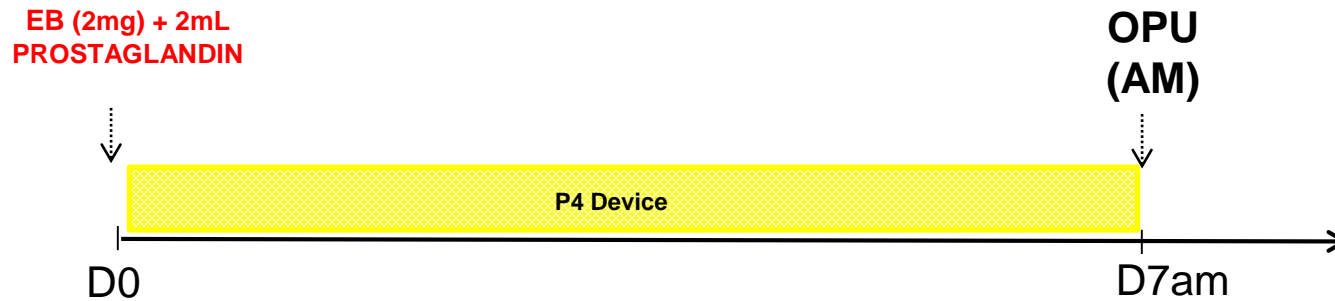 EB (2mg) + 2mL
PROSTAGLANDIN
OPU
(AM)
P4 Device
D0
D7am